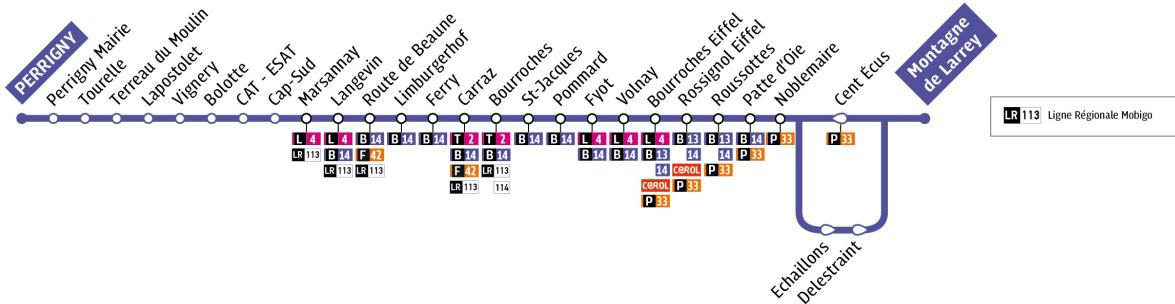 PERRIGNY
Perrigny Mairie
Tourelle
Terreau du Moulin
Lapostolet
Vignery
Bolotte
CAT - ESAT
Cap-Sud
Marsannay
L 4
LR 113
Langevin
L 4
B 14
LR 113
Route de Beaune
B 14
F 42
LR 113
Limburgerhof
B 14
Ferry
B 14
Carraz
T 2
B 14
F 42
LR 113
Bourroches
T 2
B 14
LR 113
114
St-Jacques
B 14
Pommard
B 14
Fyot
L 4
B 14
Volnay
L 4
B 14
Bourroches Eiffel
L 4
B 13
14
COROL
P 33
Rossignol Eiffel
B 13
14
COROL
P 33
Roussottes
B 13
14
P 33
Patte d'Oie
B 14
P 33
Noblemaire
P 33
Cent Écus
P 33
Echaillons
Delestraint
Montagne
de Larrey
LR 113 Ligne Régionale Mobigo